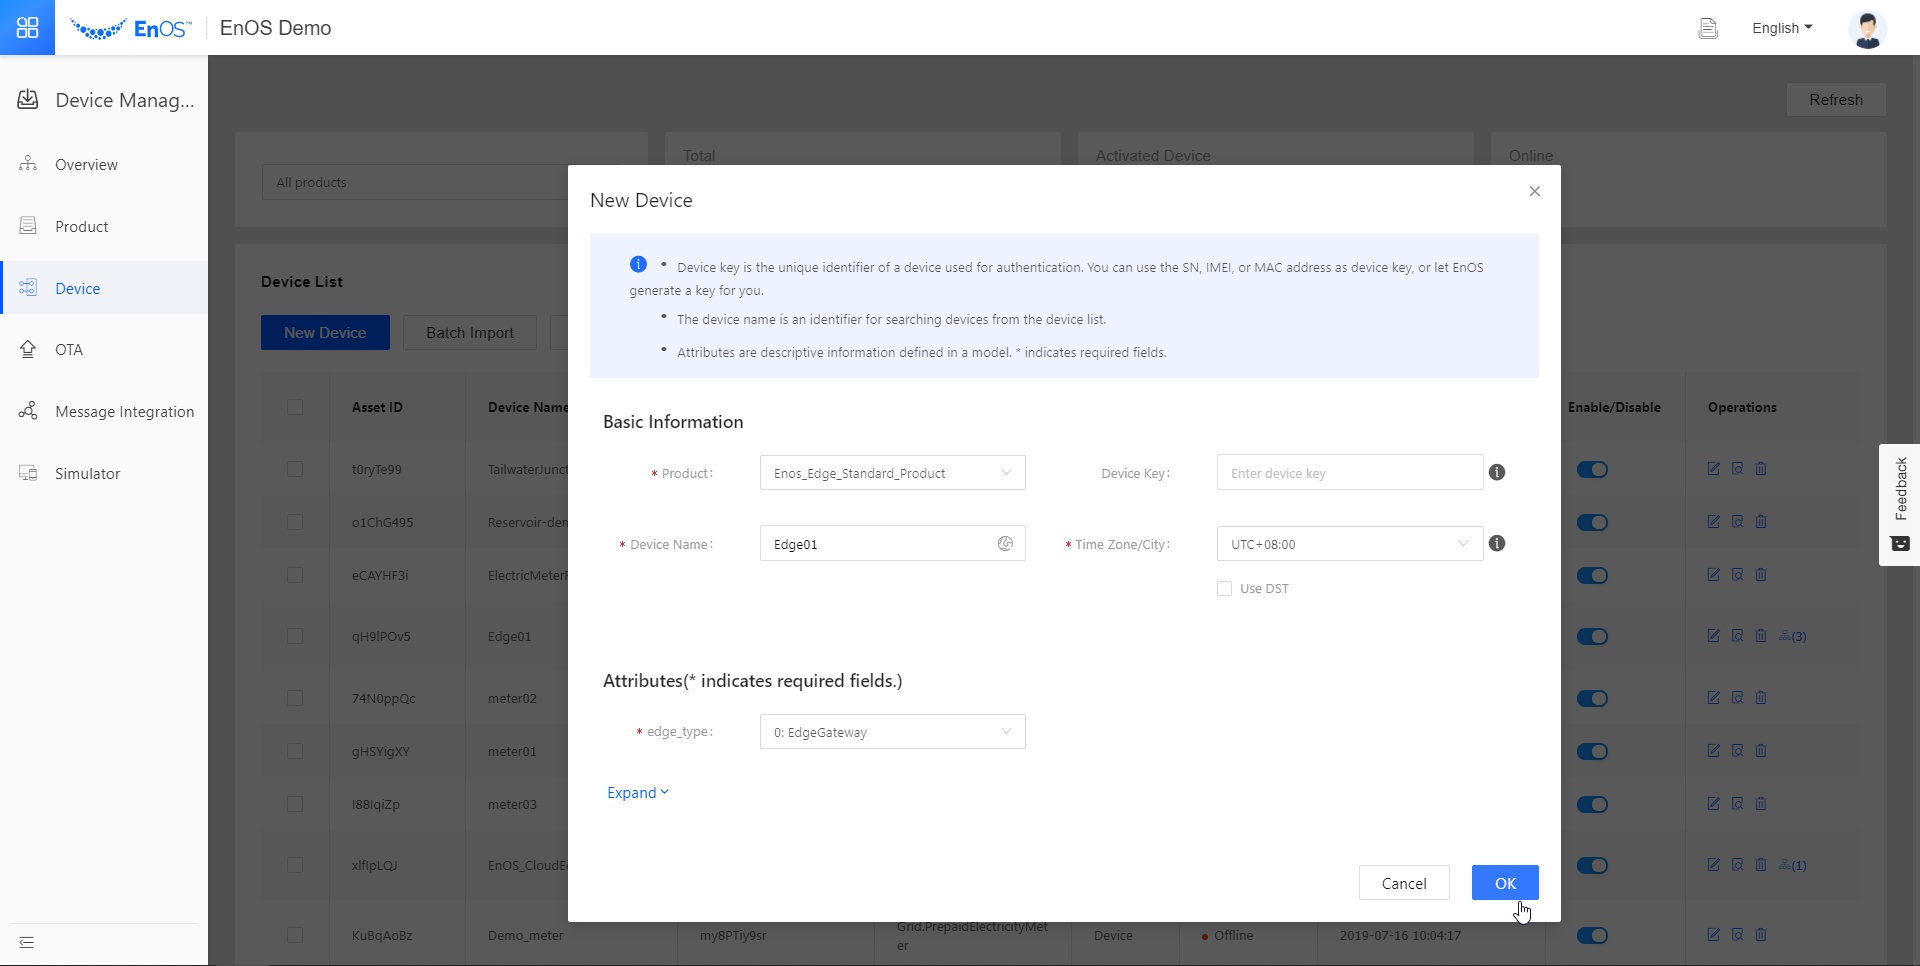 EnOS™ EnOS Demo English
Device Manag...
Overview
Product
Device
OTA
Message Integration
Simulator
Refresh
All products
Total
Activated Device
Online
Device List
New Device
Batch Import
Asset ID Device Name Enable/Disable Operations
t0ryTe99 TailwaterJunct
o1ChG495 Reservoir-den
eCAYHF3i
qH9lPOv5 Edge01 (3)
74N0ppQc meter02
gHSYigXY meter01
I88IqiZp meter03
xlfIpLQJ (1)
KuBqAoBz Demo_meter my8PTiy9sr Grid.PrepaidElectricityMet Device Offline 2019-07-16 10:04:17
er
New Device
• Device key is the unique identifier of a device used for authentication. You can use the SN, IMEI, or MAC address as device key, or let EnOS
generate a key for you.
• The device name is an identifier for searching devices from the device list.
• Attributes are descriptive information defined in a model. * indicates required fields.
Basic Information
* Product: Enos_Edge_Standard_Product Device Key: Enter device key
* Device Name: Edge01 * Time Zone/City: UTC+08:00
Use DST
Attributes(* indicates required fields.)
* edge_type: 0: EdgeGateway
Expand
Cancel OK
Feedback